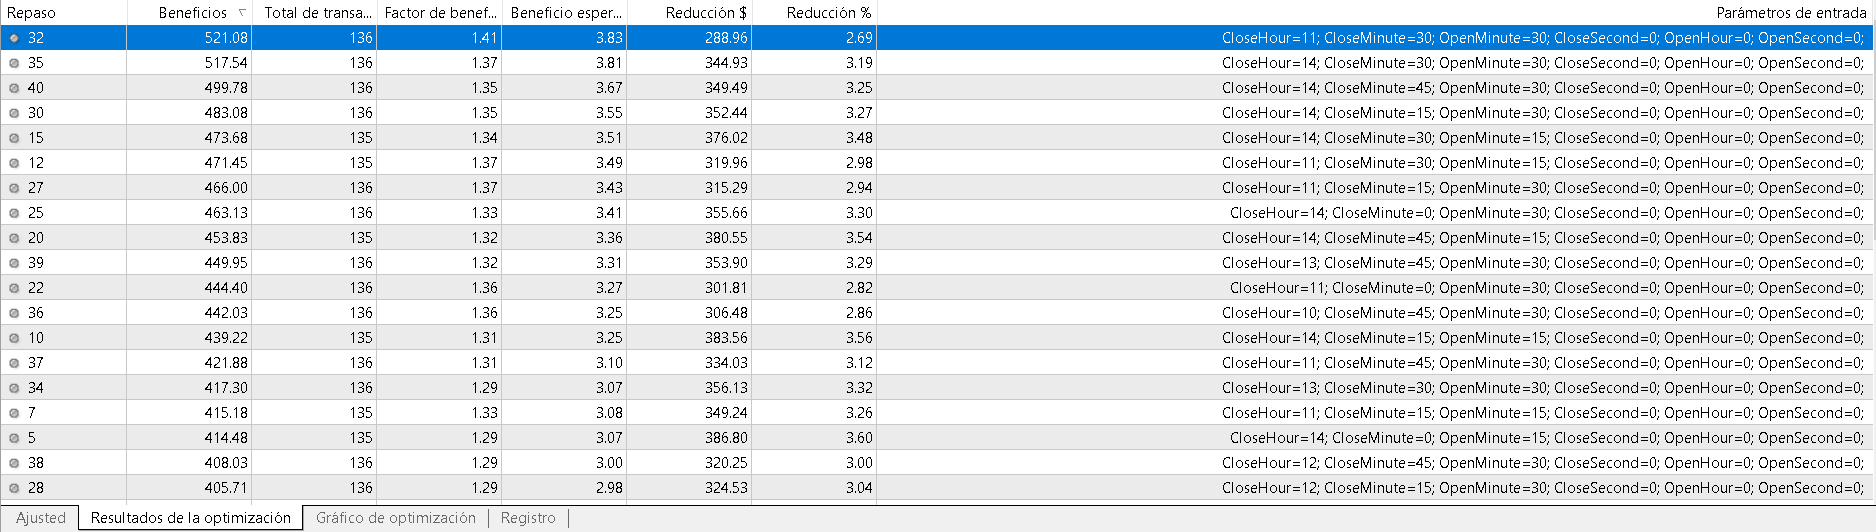 Repaso Beneficios Total de transa... Factor de benef... Beneficio esper... Reducción $ Reducción % Parámetros de entrada
32 521.08 136 1.41 3.83 288.96 2.69 CloseHour=11; CloseMinute=30; OpenMinute=30; CloseSecond=0; OpenHour=0; OpenSecond=0;
35 517.54 136 1.37 3.81 344.93 3.19 CloseHour=14; CloseMinute=30; OpenMinute=30; CloseSecond=0; OpenHour=0; OpenSecond=0;
40 499.78 136 1.35 3.67 349.49 3.25 CloseHour=14; CloseMinute=45; OpenMinute=30; CloseSecond=0; OpenHour=0; OpenSecond=0;
30 483.08 136 1.35 3.55 352.44 3.27 CloseHour=14; CloseMinute=15; OpenMinute=30; CloseSecond=0; OpenHour=0; OpenSecond=0;
15 473.68 135 1.34 3.51 376.02 3.48 CloseHour=14; CloseMinute=30; OpenMinute=15; CloseSecond=0; OpenHour=0; OpenSecond=0;
12 471.45 135 1.37 3.49 319.96 2.98 CloseHour=11; CloseMinute=30; OpenMinute=15; CloseSecond=0; OpenHour=0; OpenSecond=0;
27 466.00 136 1.37 3.43 315.29 2.94 CloseHour=11; CloseMinute=15; OpenMinute=30; CloseSecond=0; OpenHour=0; OpenSecond=0;
25 463.13 136 1.33 3.41 355.66 3.30 CloseHour=14; CloseMinute=0; OpenMinute=30; CloseSecond=0; OpenHour=0; OpenSecond=0;
20 453.83 135 1.32 3.36 380.55 3.54 CloseHour=14; CloseMinute=45; OpenMinute=15; CloseSecond=0; OpenHour=0; OpenSecond=0;
39 449.95 136 1.32 3.31 353.90 3.29 CloseHour=13; CloseMinute=45; OpenMinute=30; CloseSecond=0; OpenHour=0; OpenSecond=0;
22 444.40 136 1.36 3.27 301.81 2.82 CloseHour=11; CloseMinute=0; OpenMinute=30; CloseSecond=0; OpenHour=0; OpenSecond=0;
36 442.03 136 1.36 3.25 306.48 2.86 CloseHour=10; CloseMinute=45; OpenMinute=30; CloseSecond=0; OpenHour=0; OpenSecond=0;
10 439.22 135 1.31 3.25 383.56 3.56 CloseHour=14; CloseMinute=15; OpenMinute=15; CloseSecond=0; OpenHour=0; OpenSecond=0;
37 421.88 136 1.31 3.10 334.03 3.12 CloseHour=11; CloseMinute=45; OpenMinute=30; CloseSecond=0; OpenHour=0; OpenSecond=0;
34 417.30 136 1.29 3.07 356.13 3.32 CloseHour=13; CloseMinute=30; OpenMinute=30; CloseSecond=0; OpenHour=0; OpenSecond=0;
7 415.18 135 1.33 3.08 349.24 3.26 CloseHour=11; CloseMinute=15; OpenMinute=15; CloseSecond=0; OpenHour=0; OpenSecond=0;
5 414.48 135 1.29 3.07 386.80 3.60 CloseHour=14; CloseMinute=0; OpenMinute=15; CloseSecond=0; OpenHour=0; OpenSecond=0;
38 408.03 136 1.29 3.00 320.25 3.00 CloseHour=12; CloseMinute=45; OpenMinute=30; CloseSecond=0; OpenHour=0; OpenSecond=0;
28 405.71 136 1.29 2.98 324.53 3.04 CloseHour=12; CloseMinute=15; OpenMinute=30; CloseSecond=0; OpenHour=0; OpenSecond=0;
Ajusted Resultados de la optimización Gráfico de optimización Registro